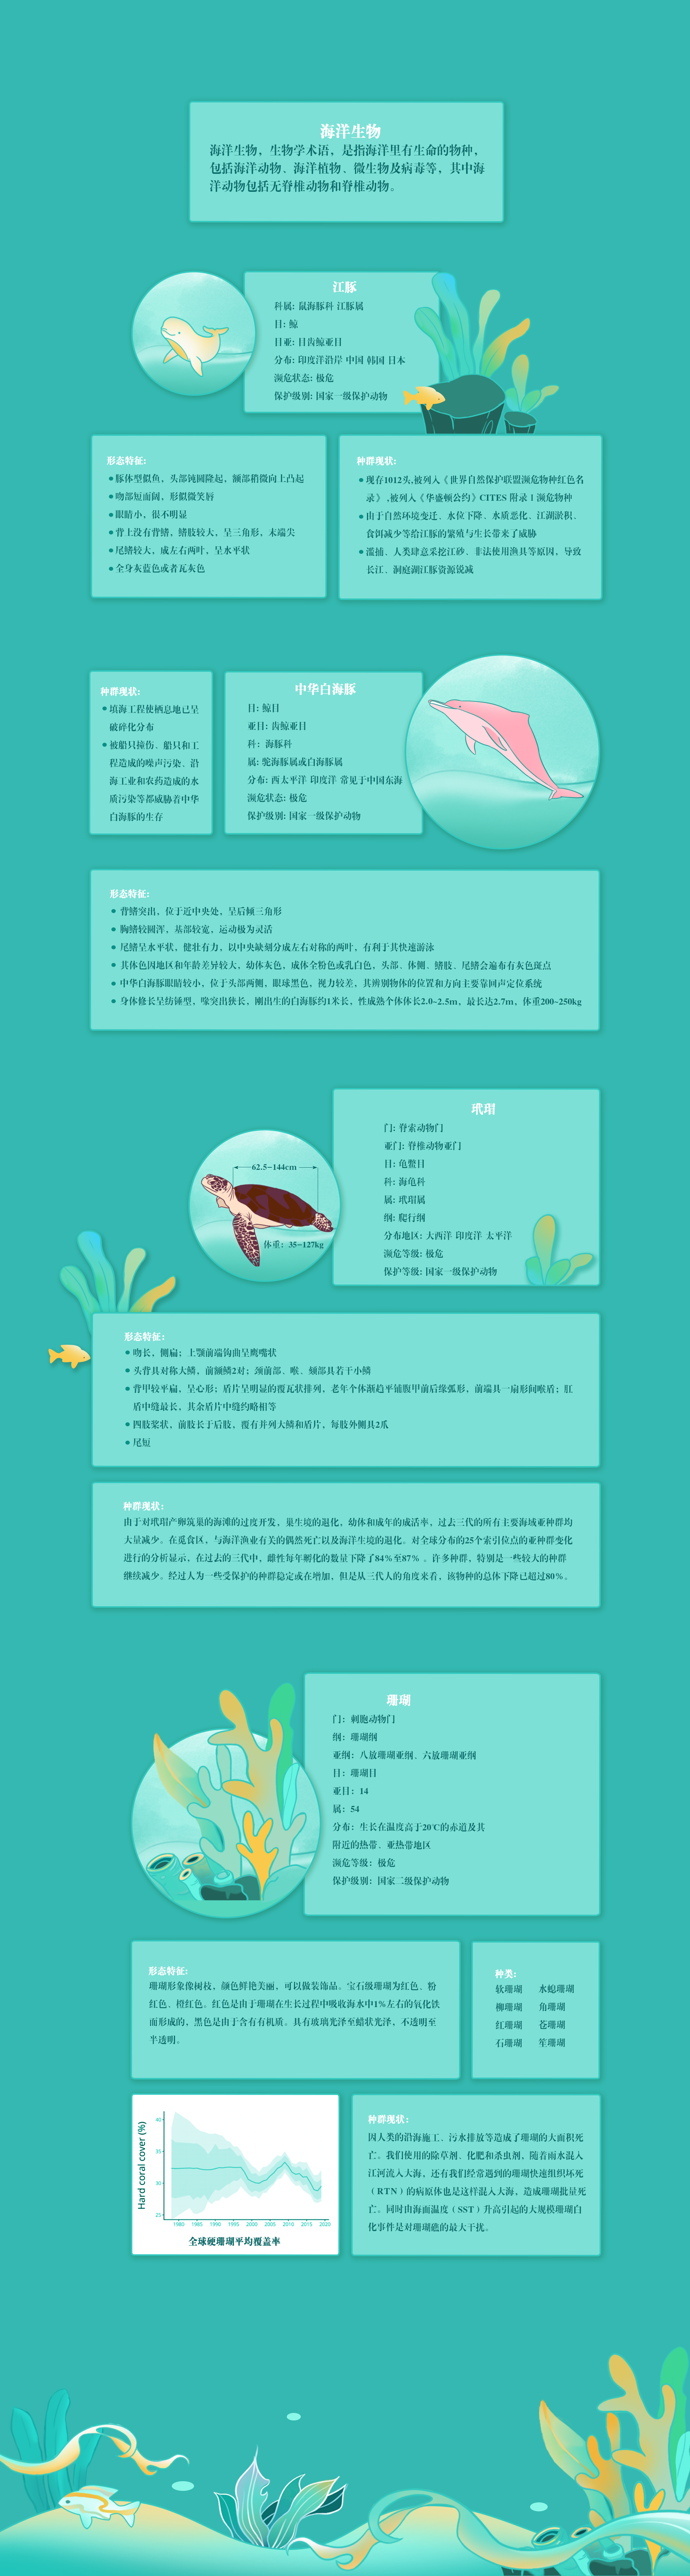 海洋生物
海洋生物，生物学术语，是指海洋里有生命的物种，
包括海洋动物、海洋植物、微生物及病毒等，其中海
洋动物包括无脊椎动物和脊椎动物。
江豚
科属: 鼠海豚科 江豚属
目: 鲸
目亚: 目齿鲸亚目
分布: 印度洋沿岸 中国 韩国 日本
濒危状态: 极危
保护级别: 国家一级保护动物
形态特征:
豚体型似鱼，头部钝圆隆起，额部稍微向上凸起
吻部短而阔，形似微笑唇
眼睛小，很不明显
背上没有背鳍，鳍肢较大，呈三角形，末端尖
尾鳍较大，成左右两叶，呈水平状
全身灰蓝色或者瓦灰色
种群现状:
现存1012头,被列入《世界自然保护联盟濒危物种红色名
录》,被列入《华盛顿公约》CITES 附录Ⅰ濒危物种
由于自然环境变迁、水位下降、水质恶化、江湖淤积、
食饵减少等给江豚的繁殖与生长带来了威胁
滥捕、人类肆意采挖江砂、非法使用渔具等原因，导致
长江、洞庭湖江豚资源锐减
种群现状:
填海工程使栖息地已呈
破碎化分布
被船只撞伤、船只和工
程造成的噪声污染、沿
海工业和农药造成的水
质污染等都威胁着中华
白海豚的生存
中华白海豚
目: 鲸目
亚目: 齿鲸亚目
科: 海豚科
属: 驼海豚属或白海豚属
分布: 西太平洋 印度洋 常见于中国东海
濒危状态: 极危
保护级别: 国家一级保护动物
形态特征:
背鳍突出，位于近中央处，呈后倾三角形
胸鳍较圆浑，基部较宽，运动极为灵活
尾鳍呈水平状，健壮有力，以中央缺刻分成左右对称的两叶，有利于其快速游泳
其体色因地区和年龄差异较大，幼体灰色，成体全粉色或乳白色，头部、体侧、鳍肢、尾鳍会遍布有灰色斑点
中华白海豚眼睛较小，位于头部两侧，眼球黑色，视力较差，其辨别物体的位置和方向主要靠回声定位系统
身体修长呈纺锤型，喙突出狭长，刚出生的白海豚约1米长，性成熟个体体长2.0~2.5m，最长达2.7m，体重200~250kg
玳瑁
门: 脊索动物门
亚门: 脊椎动物亚门
目: 龟鳖目
科: 海龟科
属: 玳瑁属
纲: 爬行纲
分布地区: 大西洋 印度洋 太平洋
濒危等级: 极危
保护等级: 国家一级保护动物
62.5-144cm
体重: 35-127kg
形态特征:
吻长，侧扁；上颚前端钩曲呈鹰嘴状
头背具对称大鳞，前额鳞2对；颈前部、喉、颏部具若干小鳞
背甲较平扁，呈心形；盾片呈明显的覆瓦状排列，老年个体渐趋平铺腹甲前后缘弧形，前端具一扇形间喉盾；肛
盾中缝最长，其余盾片中缝约略相等
四肢桨状，前肢长于后肢，覆有并列大鳞和盾片，每肢外侧具2爪
尾短
种群现状:
由于对玳瑁产卵筑巢的海滩的过度开发，巢生境的退化，幼体和成年的成活率，过去三代的所有主要海域亚种群均
大量减少。在觅食区，与海洋渔业有关的偶然死亡以及海洋生境的退化。对全球分布的25个索引位点的亚种群变化
进行的分析显示，在过去的三代中，雌性每年孵化的数量下降了84%至87% 。许多种群，特别是一些较大的种群
继续减少。经过人为一些受保护的种群稳定或在增加，但是从三代人的角度来看，该物种的总体下降已超过80%。
珊瑚
门: 刺胞动物门
纲: 珊瑚纲
亚纲: 八放珊瑚亚纲、六放珊瑚亚纲
目: 珊瑚目
亚目: 14
属: 54
分布: 生长在温度高于20℃的赤道及其
附近的热带、亚热带地区
濒危等级: 极危
保护级别: 国家二级保护动物
形态特征:
珊瑚形象像树枝，颜色鲜艳美丽，可以做装饰品。宝石级珊瑚为红色、粉
红色、橙红色。红色是由于珊瑚在生长过程中吸收海水中1%左右的氧化铁
而形成的，黑色是由于含有有机质。具有玻璃光泽至蜡状光泽，不透明至
半透明。
种类:
软珊瑚 水螅珊瑚
柳珊瑚 角珊瑚
红珊瑚 苍珊瑚
石珊瑚 笙珊瑚
Hard coral cover (%)
40
35
30
25
1980 1985 1990 1995 2000 2005 2010 2015 2020
全球硬珊瑚平均覆盖率
种群现状:
因人类的沿海施工、污水排放等造成了珊瑚的大面积死
亡。我们使用的除草剂、化肥和杀虫剂，随着雨水混入
江河流入大海，还有我们经常遇到的珊瑚快速组织坏死
（RTN）的病原体也是这样混入大海，造成珊瑚批量死
亡。同时由海面温度（SST）升高引起的大规模珊瑚白
化事件是对珊瑚礁的最大干扰。